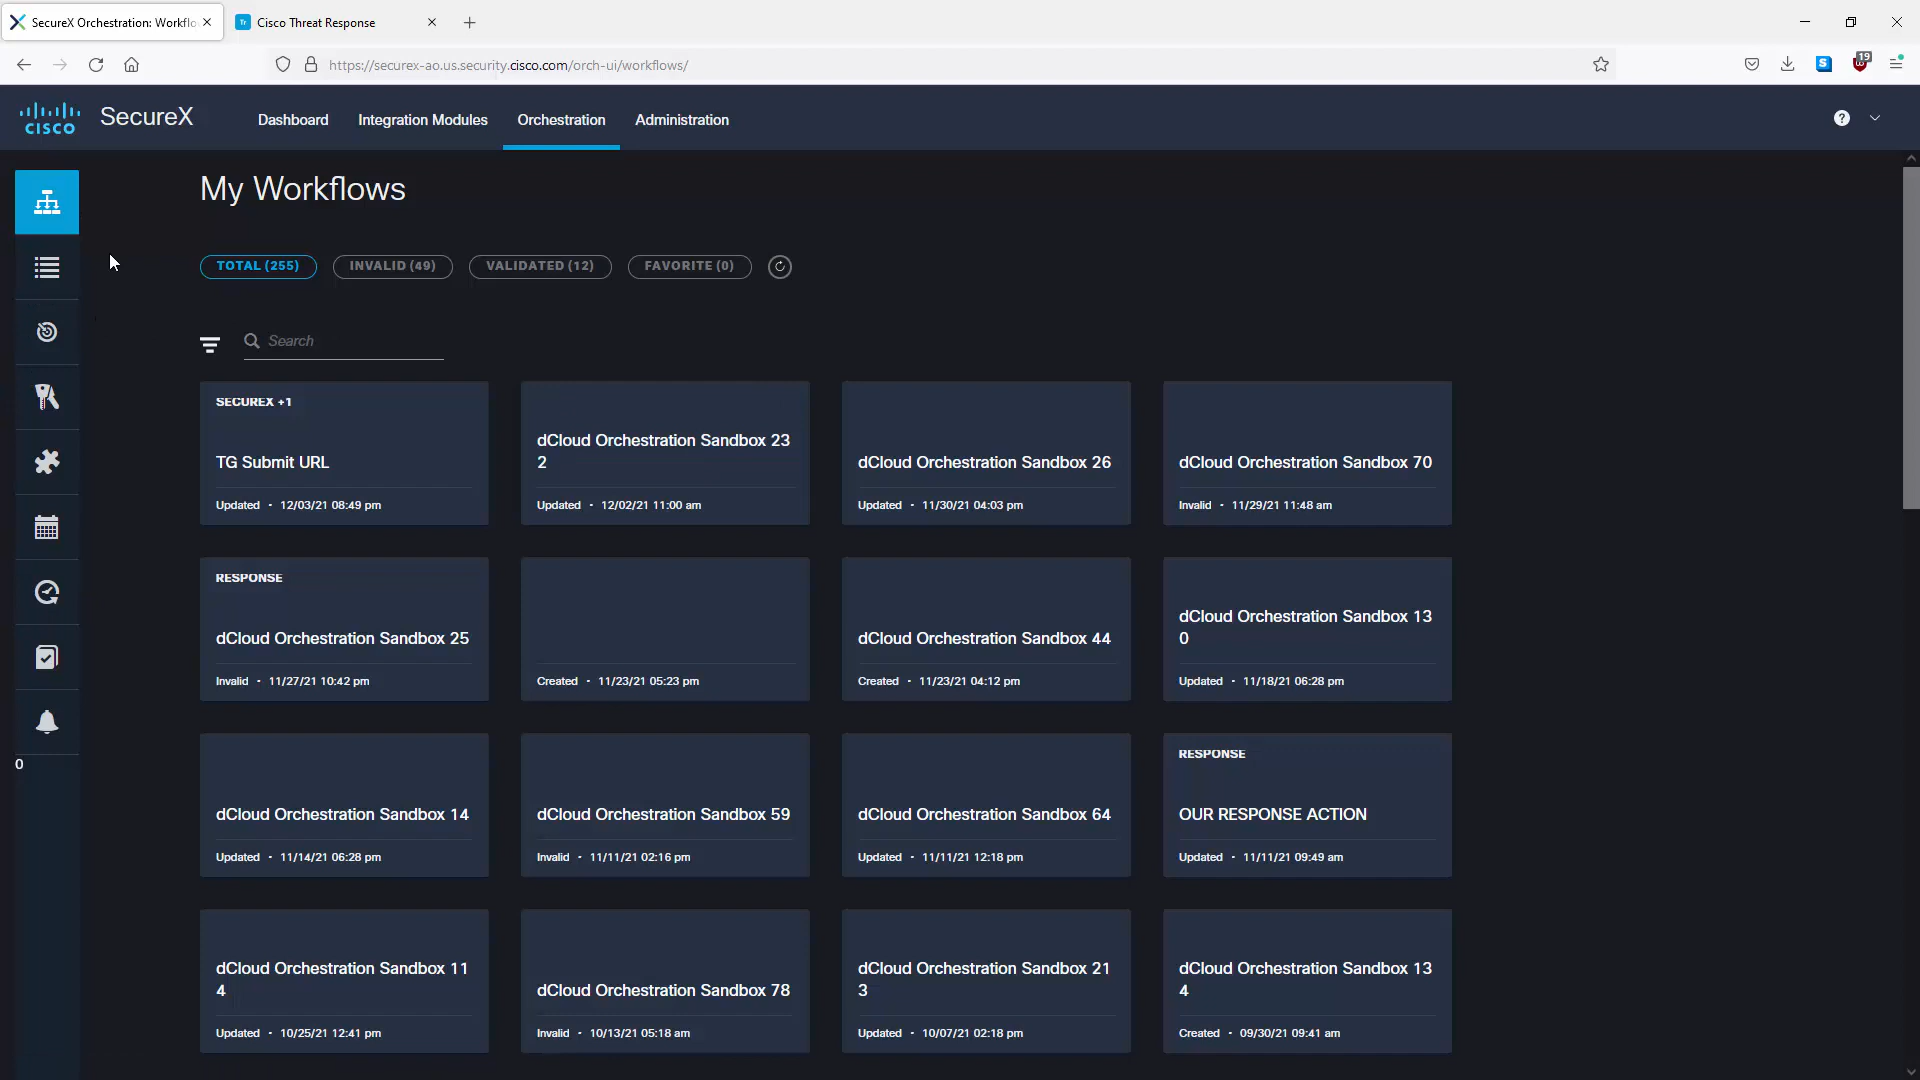 SecureX Orchestration: Workflo
Cisco Threat Response
https://securex-ao.us.security.cisco.com/orch-ui/workflows/
19
CISCO
SecureX
Dashboard
Integration Modules
Orchestration
Administration
My Workflows
TOTAL (255)
INVALID (49)
VALIDATED (12)
FAVORITE (0)
Search
SECUREX +1
TG Submit URL
Updated · 12/03/21 08:49 pm
dCloud Orchestration Sandbox 23
2
Updated · 12/02/21 11:00 am
dCloud Orchestration Sandbox 26
Updated · 11/30/21 04:03 pm
dCloud Orchestration Sandbox 70
Invalid · 11/29/21 11:48 am
RESPONSE
dCloud Orchestration Sandbox 25
Invalid · 11/27/21 10:42 pm
Created · 11/23/21 05:23 pm
dCloud Orchestration Sandbox 44
Created · 11/23/21 04:12 pm
dCloud Orchestration Sandbox 13
0
Updated · 11/18/21 06:28 pm
dCloud Orchestration Sandbox 14
Updated · 11/14/21 06:28 pm
dCloud Orchestration Sandbox 59
Invalid · 11/11/21 02:16 pm
dCloud Orchestration Sandbox 64
Updated · 11/11/21 12:18 pm
RESPONSE
OUR RESPONSE ACTION
Updated · 11/11/21 09:49 am
0
dCloud Orchestration Sandbox 11
4
Updated · 10/25/21 12:41 pm
dCloud Orchestration Sandbox 78
Invalid · 10/13/21 05:18 am
dCloud Orchestration Sandbox 21
3
Updated · 10/07/21 02:18 pm
dCloud Orchestration Sandbox 13
4
Created · 09/30/21 09:41 am